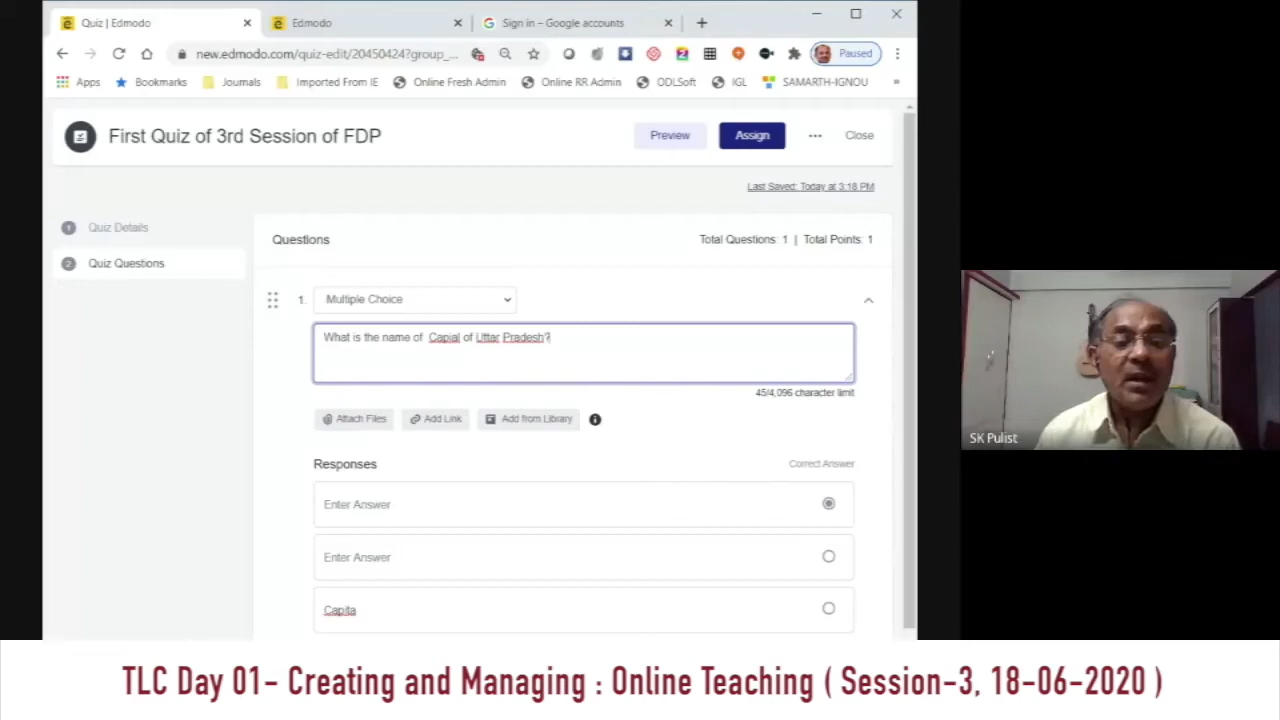 Quiz | Edmodo
Edmodo
Sign in – Google accounts
new.edmodo.com/quiz-edit/20450424?group_...
Paused
Apps
Bookmarks
Journals
Imported From IE
Online Fresh Admin
Online RR Admin
ODLSoft
IGL
SAMARTH-IGNOU
»
First Quiz of 3rd Session of FDP
Preview
Assign
Close
Last Saved: Today at 3:18 PM
1 Quiz Details
2 Quiz Questions
Questions
Total Questions: 1 | Total Points: 1
1. Multiple Choice
What is the name of Capial of Uttar Pradesh?
45/4,096 character limit
Attach Files
Add Link
Add from Library
Responses
Correct Answer
Enter Answer
Enter Answer
Capita
SK Pulist
TLC Day 01- Creating and Managing : Online Teaching ( Session-3, 18-06-2020 )